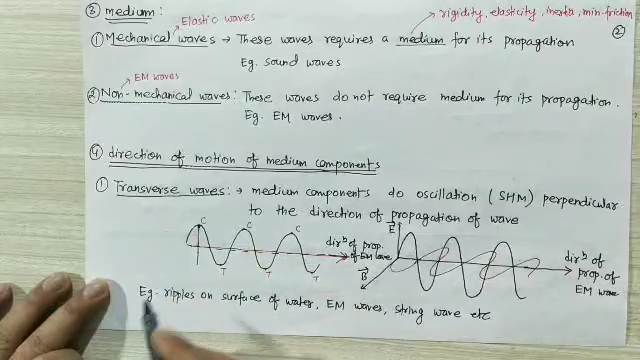 ③ medium:
Elastic waves
rigidity, elasticity, inertia, min. friction
② 
① Mechanical waves → These waves requires a medium for its propagation
Eg. Sound waves
EM waves
② Non-mechanical waves: These waves do not require medium for its propagation.
Eg. EM waves.
④ direction of motion of medium components
① Transverse waves: → medium components do oscillation (SHM) perpendicular
to the direction of propagation of wave
C C C
T T T
dirⁿ of prop.
of EM wave
E
B
dirⁿ of
prop. of
EM wave
Eg:- ripples on surface of water, EM waves, string wave etc